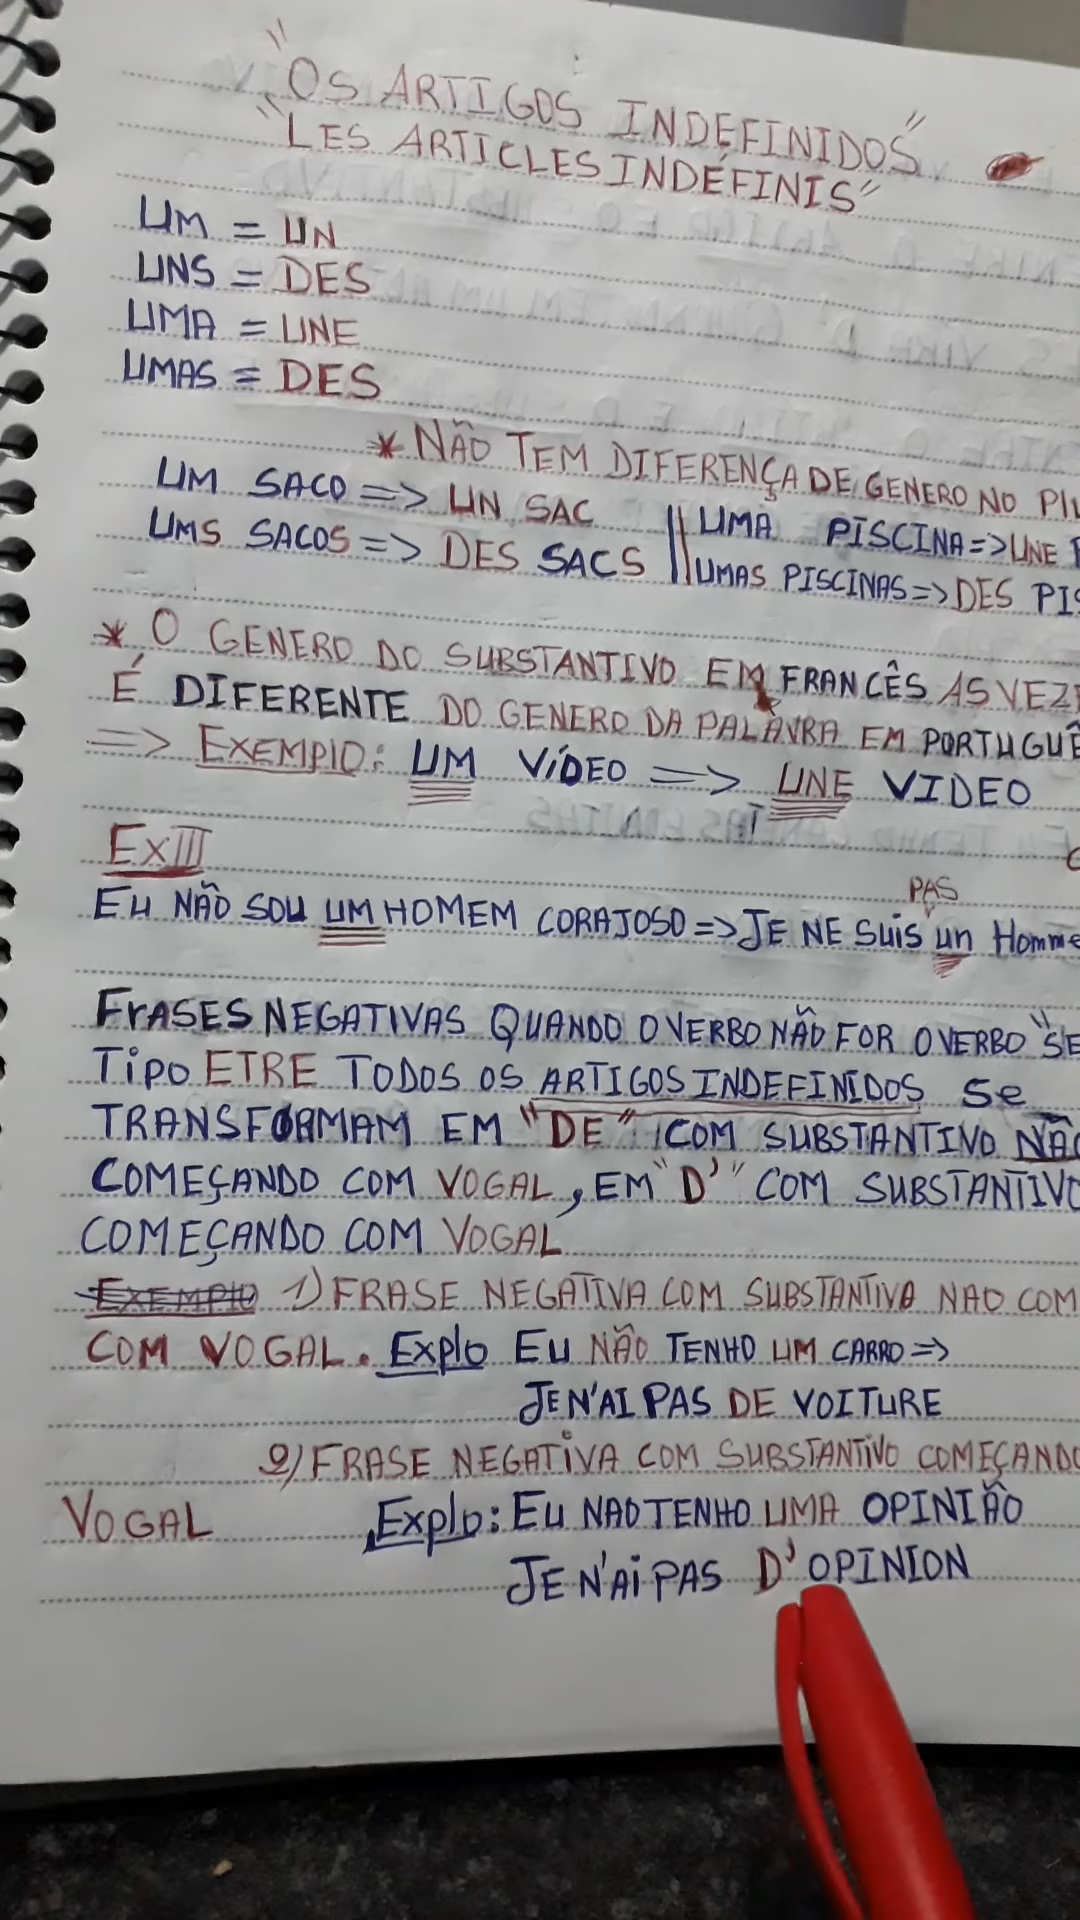 "OS ARTIGOS INDEFINIDOS"
"LES ARTICLES INDÉFINIS"
UM = UN
UNS = DES
UMA = UNE
UMAS = DES
* NÃO TEM DIFERENÇA DE GENERO NO
UM SACO => UN SAC || UMA PISCINA => UNE
UMS SACOS => DES SACS || UMAS PISCINAS => DES
* O GENERO DO SUBSTANTIVO EM FRANCÊS AS
É DIFERENTE DO GENERO DA PALAVRA EM
=> EXEMPLO: UM VÍDEO => UNE VIDEO
EXIII
PAS
EU NÃO SOU UM HOMEM CORAJOSO => JE NE SUIS un Homme
FRASES NEGATIVAS QUANDO O VERBO NÃO FOR O VERBO "SE
TIPO ETRE TODOS OS ARTIGOS INDEFINIDOS Se
TRANSFORMAM EM "DE" COM SUBSTANTIVO
COMEÇANDO COM VOGAL, EM "D'" COM SUBSTANTIVO
COMEÇANDO COM VOGAL
EXEMPLO 1) FRASE NEGATIVA COM SUBSTANTIVO NAO COM
COM VOGAL. Explo EU NÃO TENHO UM CARRO =>
JE N'AI PAS DE VOITURE
2) FRASE NEGATIVA COM SUBSTANTIVO COMEÇANDO
VOGAL Explo: EU NAO TENHO UMA OPINIÃO
JE N'AI PAS D'OPINION